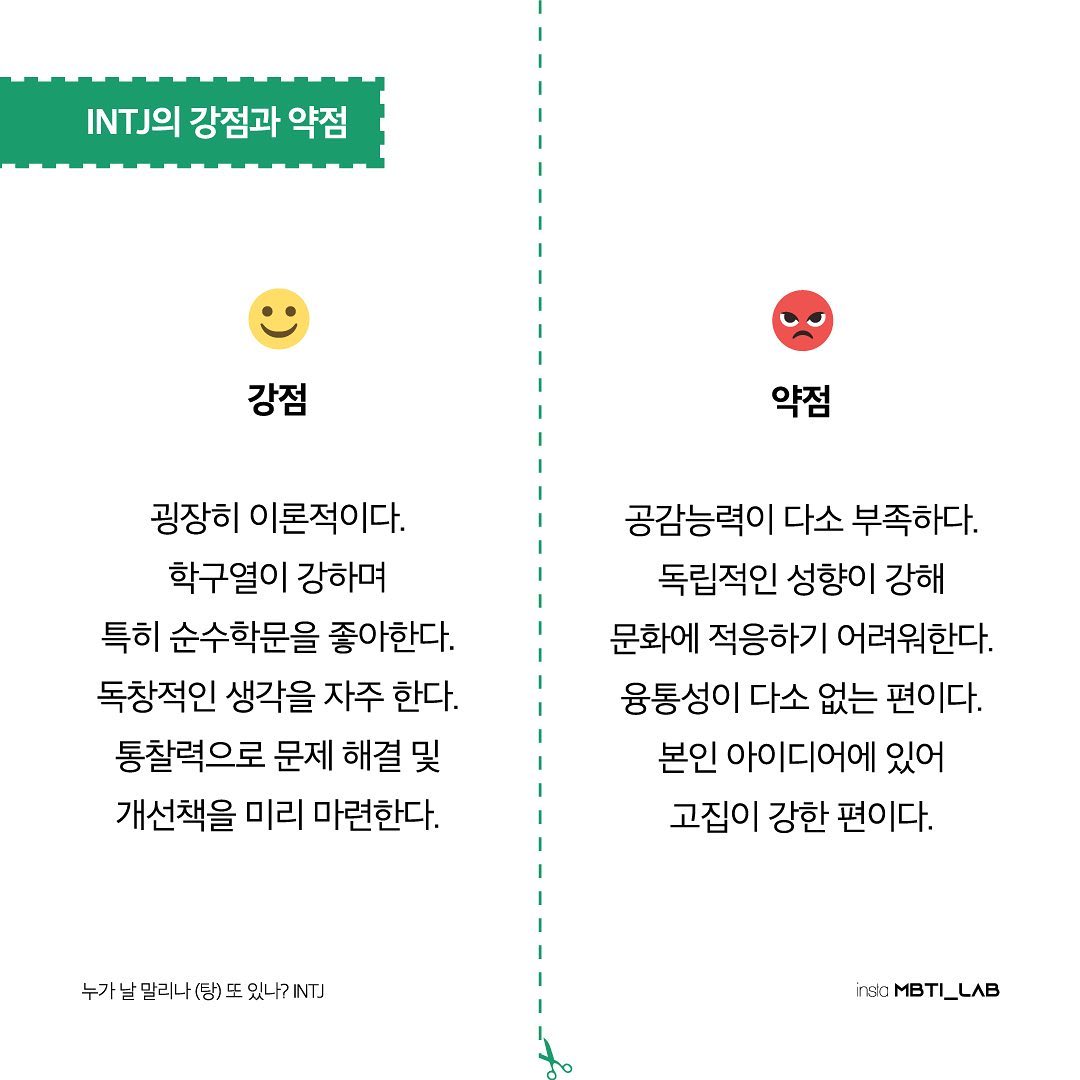 INTJ의 강점과 약점
강점
굉장히 이론적이다.
학구열이 강하며
특히 순수학문을 좋아한다.
독창적인 생각을 자주 한다.
통찰력으로 문제 해결 및
개선책을 미리 마련한다.
약점
공감능력이 다소 부족하다.
독립적인 성향이 강해
문화에 적응하기 어려워한다.
융통성이 다소 없는 편이다.
본인 아이디어에 있어
고집이 강한 편이다.
누가 날 말리나 (탕) 또 있나? INTJ
insta MBTI_LAB